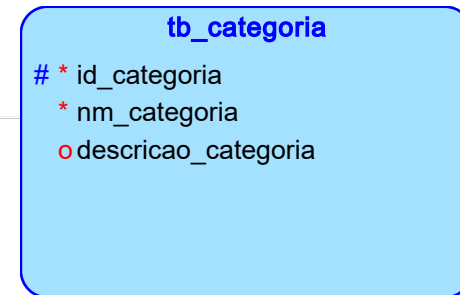 tb_categoria
# * id_categoria
* nm_categoria
o descricao_categoria